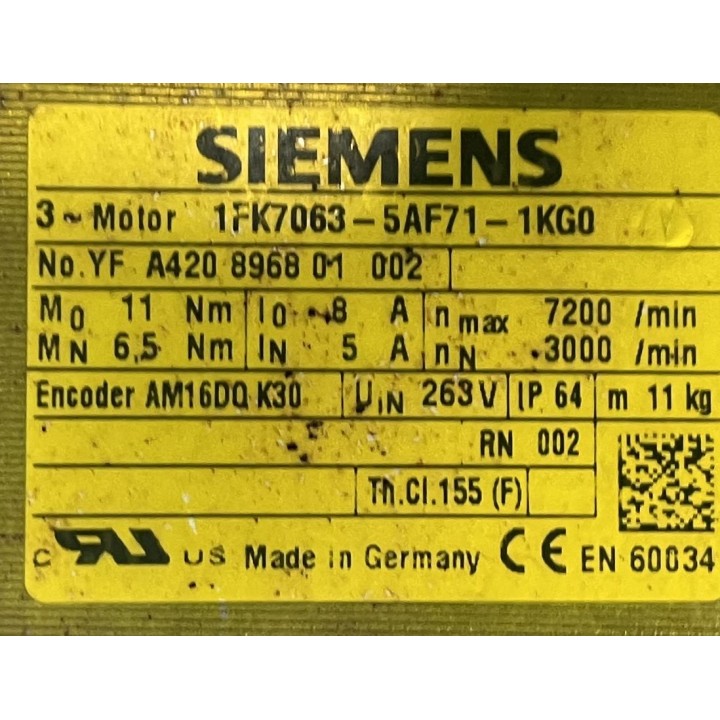 SIEMENS
3 ~ Motor 1FK7063-5AF71-1KG0
No.YF A420 8968 01 002
M0 11 Nm I0 8 A n max 7200 /min
MN 6,5 Nm IN 5 A nN 3000 /min
Encoder AM16DQ K30 UIN 263 V IP 64 m 11 kg
RN 002
Th.Cl.155 (F)
c RU US Made in Germany CE EN 60034